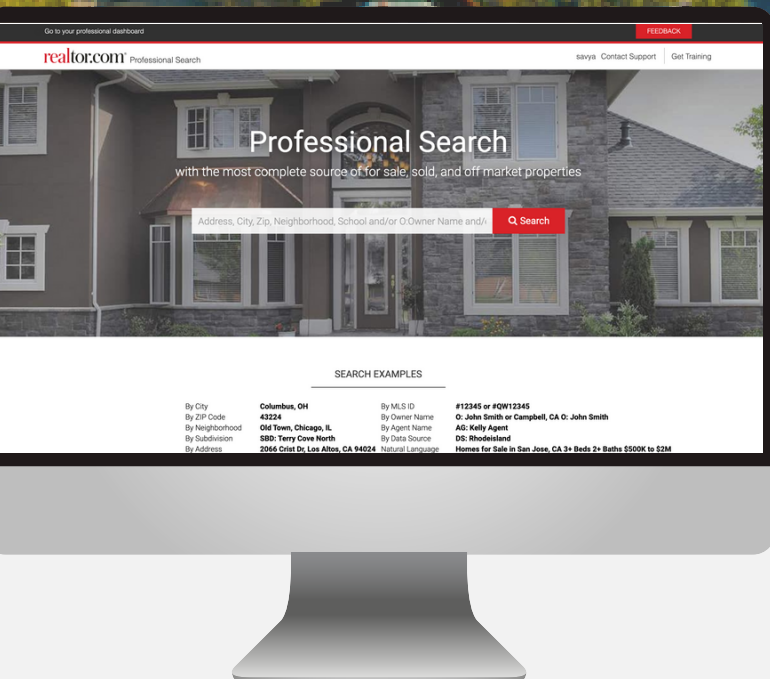 Go to your professional dashboard FEEDBACK
realtor.com® Professional Search savya Contact Support Get Training
Professional Search
with the most complete source of for sale, sold, and off market properties
Address, City, Zip, Neighborhood, School and/or O:Owner Name and/ Search
SEARCH EXAMPLES
By City Columbus, OH By MLS ID #12345 or #QW12345
By ZIP Code 43224 By Owner Name O: John Smith or Campbell, CA O: John Smith
By Neighborhood Old Town, Chicago, IL By Agent Name AG: Kelly Agent
By Subdivision SBD: Terry Cove North By Data Source DS: Rhodeisland
By Address 2066 Crist Dr, Los Altos, CA 94024 Natural Language Homes for Sale in San Jose, CA 3+ Beds 2+ Baths $500K to $2M